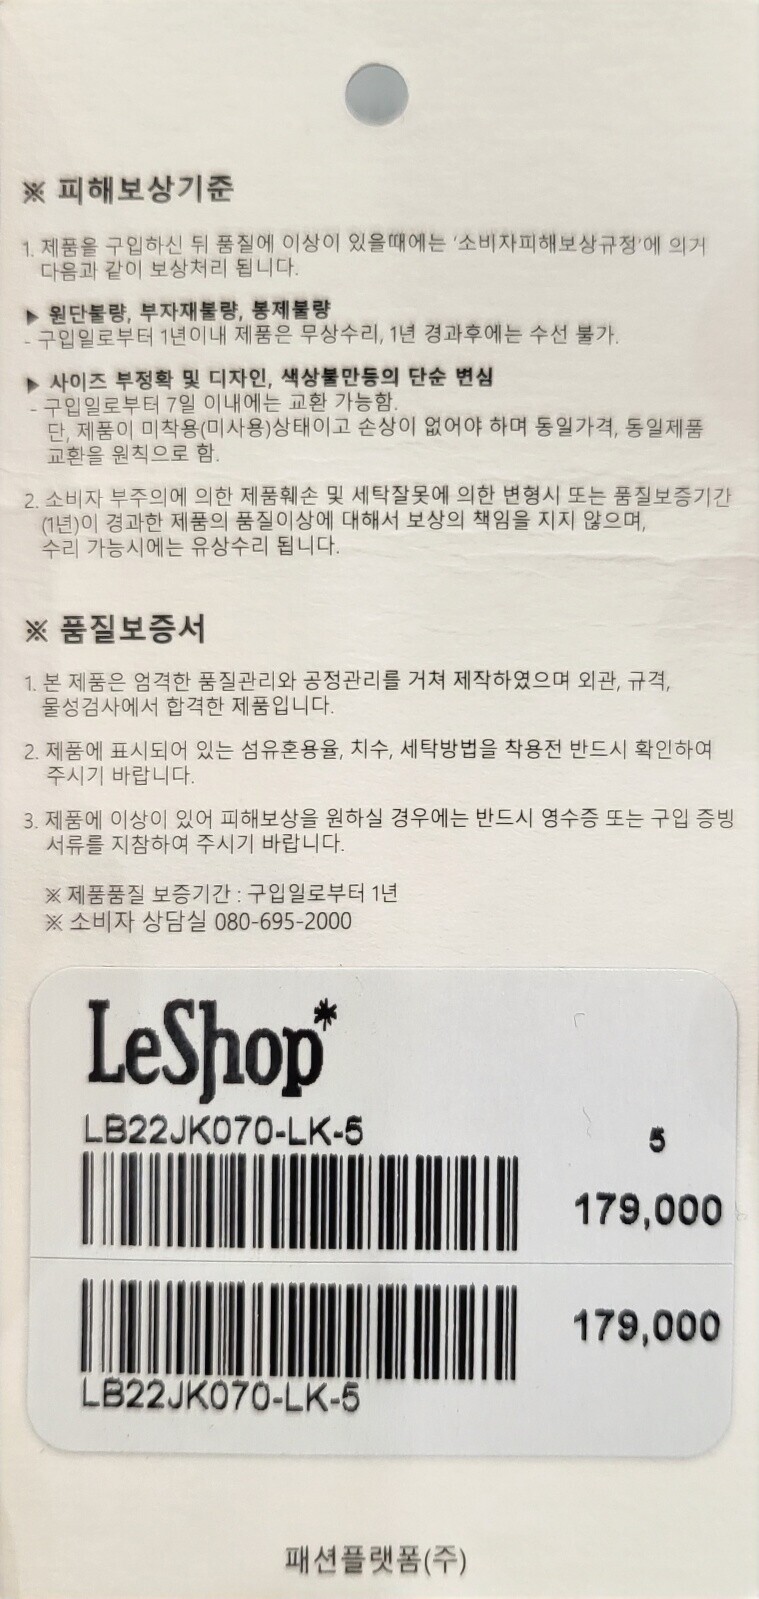 ※ 피해보상기준
1. 제품을 구입하신 뒤 품질에 이상이 있을때에는 '소비자피해보상규정'에 의거
다음과 같이 보상처리 됩니다.
▶ 원단불량, 부자재불량, 봉제불량
- 구입일로부터 1년이내 제품은 무상수리, 1년 경과후에는 수선 불가.
▶ 사이즈 부정확 및 디자인, 색상불만등의 단순 변심
- 구입일로부터 7일 이내에는 교환 가능함.
단, 제품이 미착용(미사용)상태이고 손상이 없어야 하며 동일가격, 동일제품
교환을 원칙으로 함.
2. 소비자 부주의에 의한 제품훼손 및 세탁잘못에 의한 변형시 또는 품질보증기간
(1년)이 경과한 제품의 품질이상에 대해서 보상의 책임을 지지 않으며,
수리 가능시에는 유상수리 됩니다.
※ 품질보증서
1. 본 제품은 엄격한 품질관리와 공정관리를 거쳐 제작하였으며 외관, 규격,
물성검사에서 합격한 제품입니다.
2. 제품에 표시되어 있는 섬유혼용율, 치수, 세탁방법을 착용전 반드시 확인하여
주시기 바랍니다.
3. 제품에 이상이 있어 피해보상을 원하실 경우에는 반드시 영수증 또는 구입 증빙
서류를 지참하여 주시기 바랍니다.
※ 제품품질 보증기간 : 구입일로부터 1년
※ 소비자 상담실 080-695-2000
LeShop*
LB22JK070-LK-5
5
179,000
179,000
LB22JK070-LK-5
패션플랫폼(주)